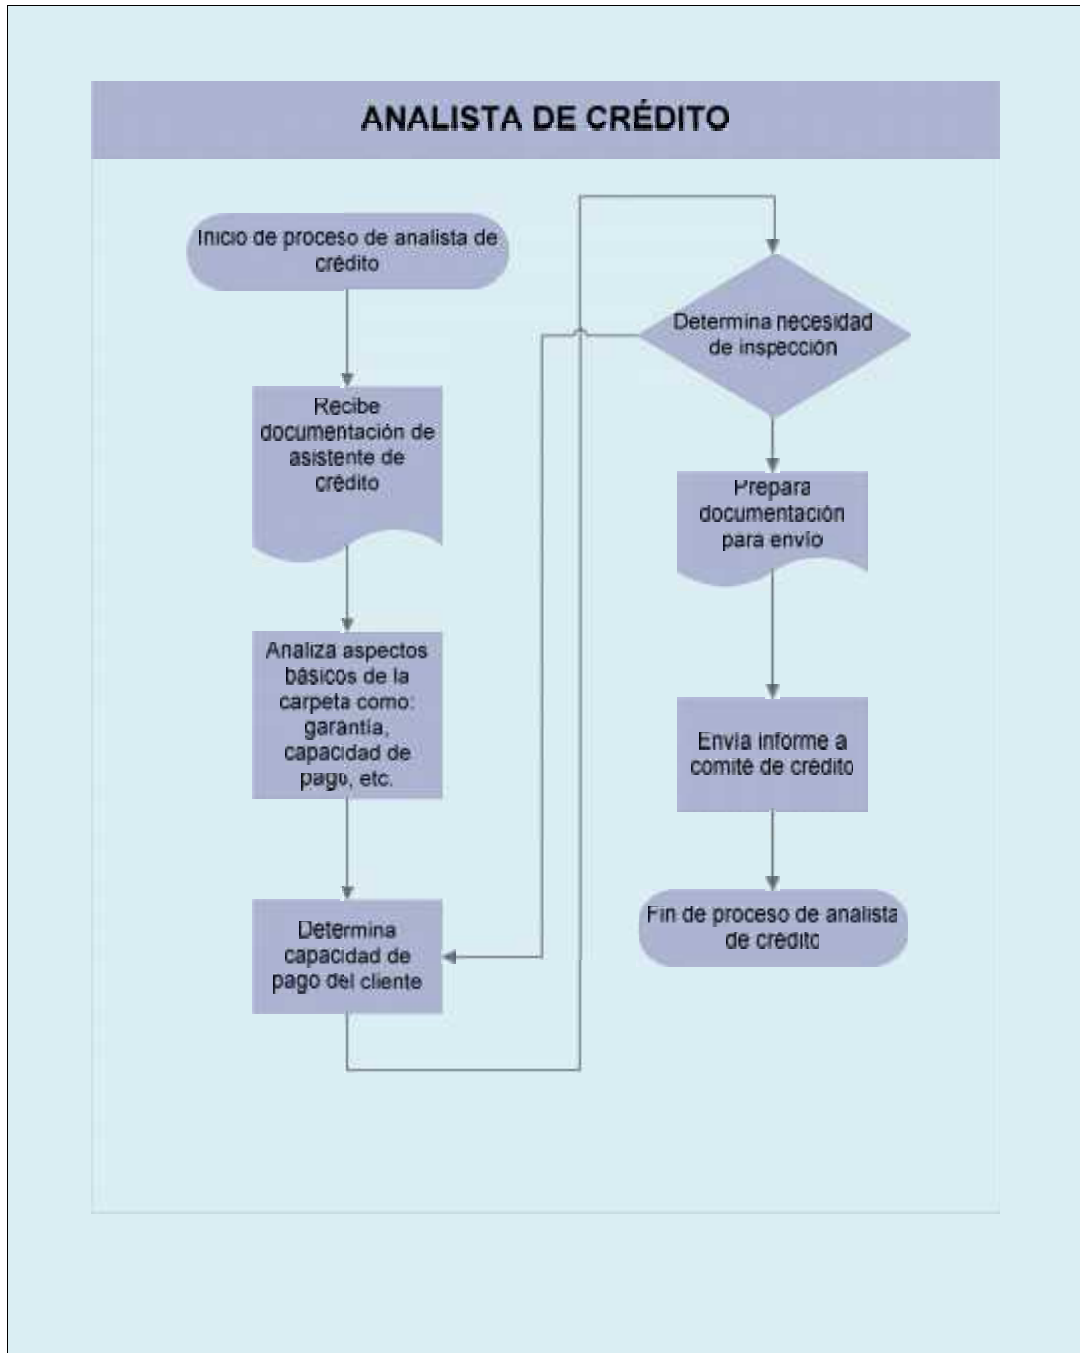 ANALISTA DE CRÉDITO
Inicio de proceso de analista de
crédito
Recibe
documentación de
asistente de
crédito
Analiza aspectos
básicos de la
carpeta como:
garantía,
capacidad de
pago, etc.
Determina
capacidad de
pago del cliente
Determina necesidad
de inspección
Prepara
documentación
para envío
Envía informe a
comité de crédito
Fin de proceso de analista
de crédito